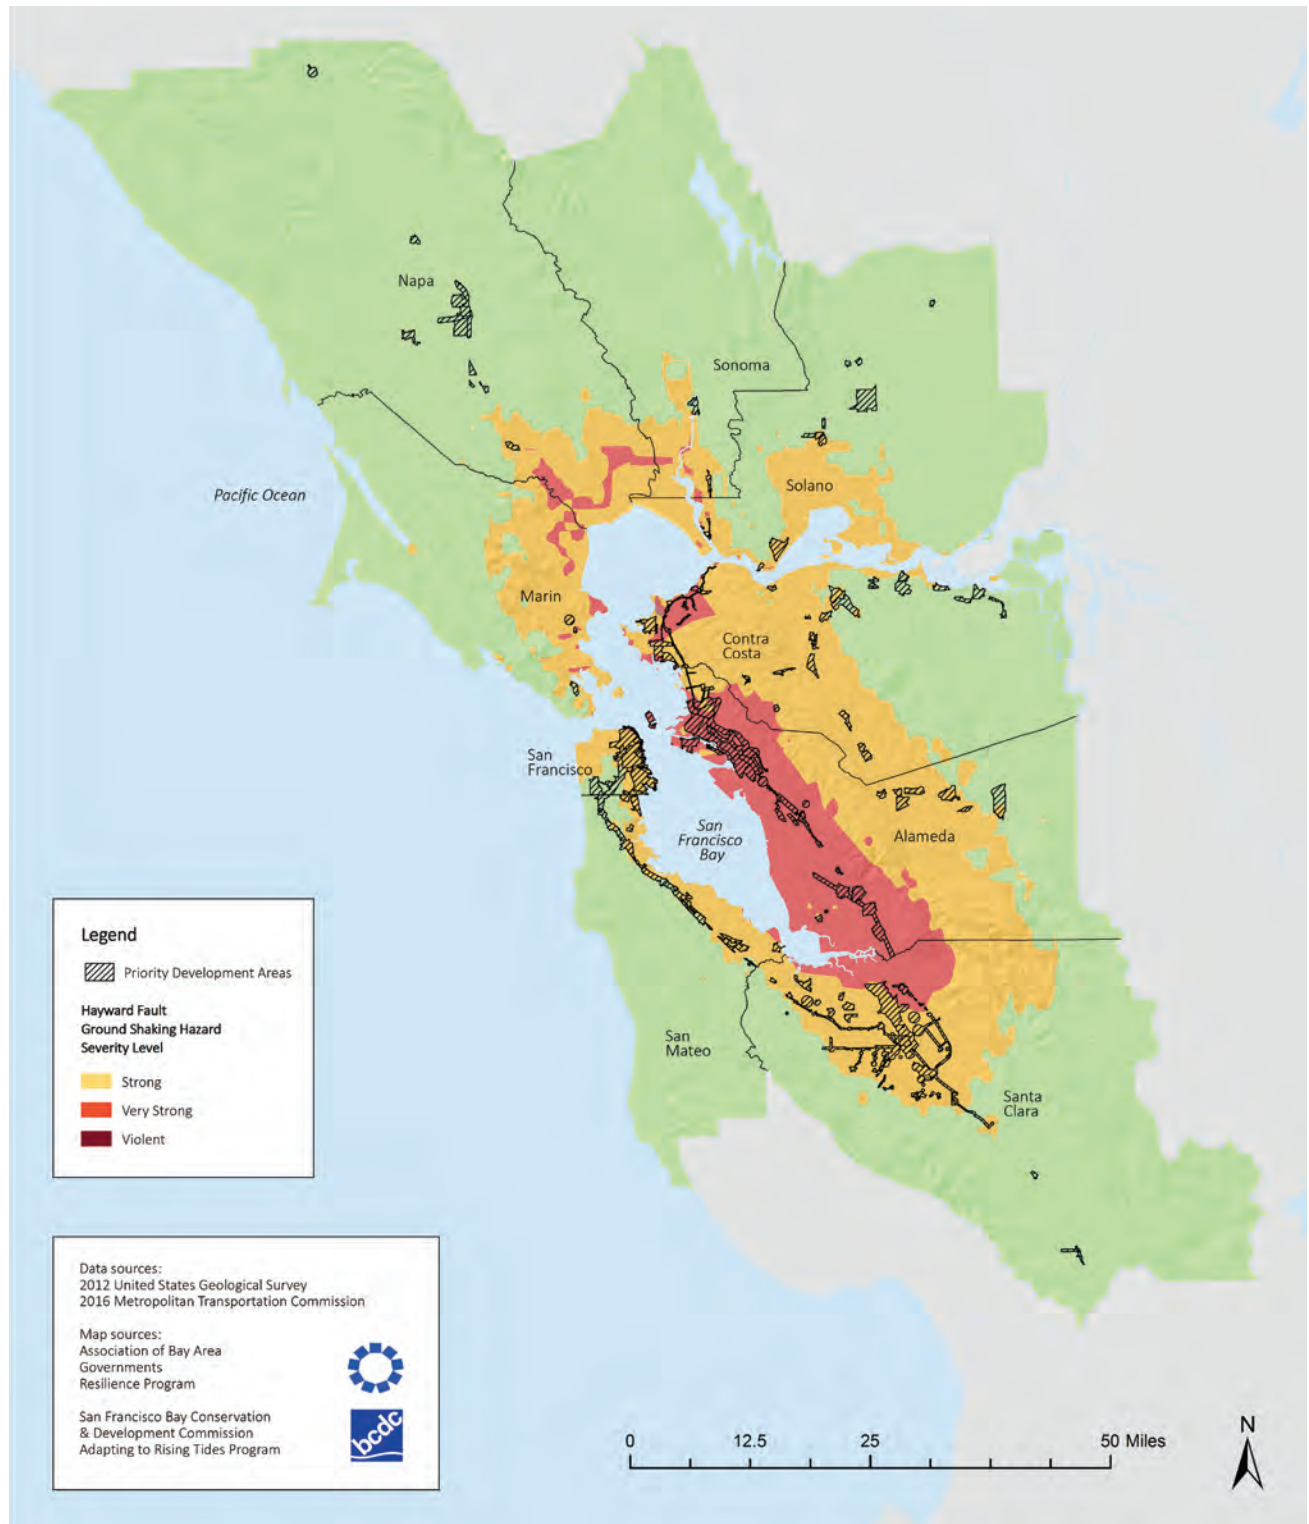 Napa
Sonoma
Pacific Ocean
Solano
Marin
Contra
Costa
San
Francisco
San
Francisco
Bay
Alameda
San
Mateo
Santa
Clara
Legend
Priority Development Areas
Hayward Fault
Ground Shaking Hazard
Severity Level
Strong
Very Strong
Violent
Data sources:
2012 United States Geological Survey
2016 Metropolitan Transportation Commission
Map sources:
Association of Bay Area
Governments
Resilience Program
San Francisco Bay Conservation
& Development Commission
Adapting to Rising Tides Program
bcdc
0 12.5 25 50 Miles
N